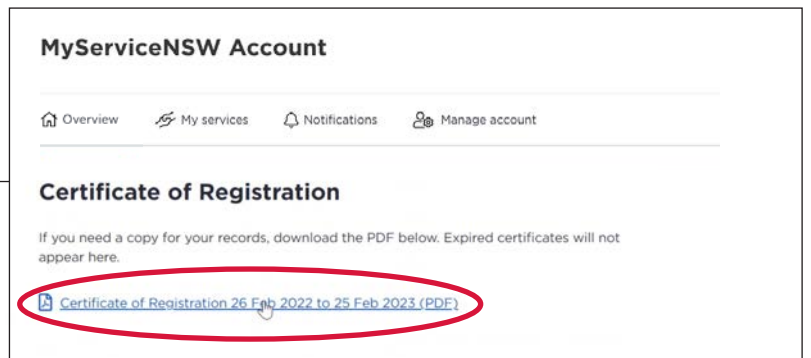 MyServiceNSW Account
Overview My services Notifications Manage account
Certificate of Registration
If you need a copy for your records, download the PDF below. Expired certificates will not
appear here.
Certificate of Registration 26 Feb 2022 to 25 Feb 2023 (PDF)